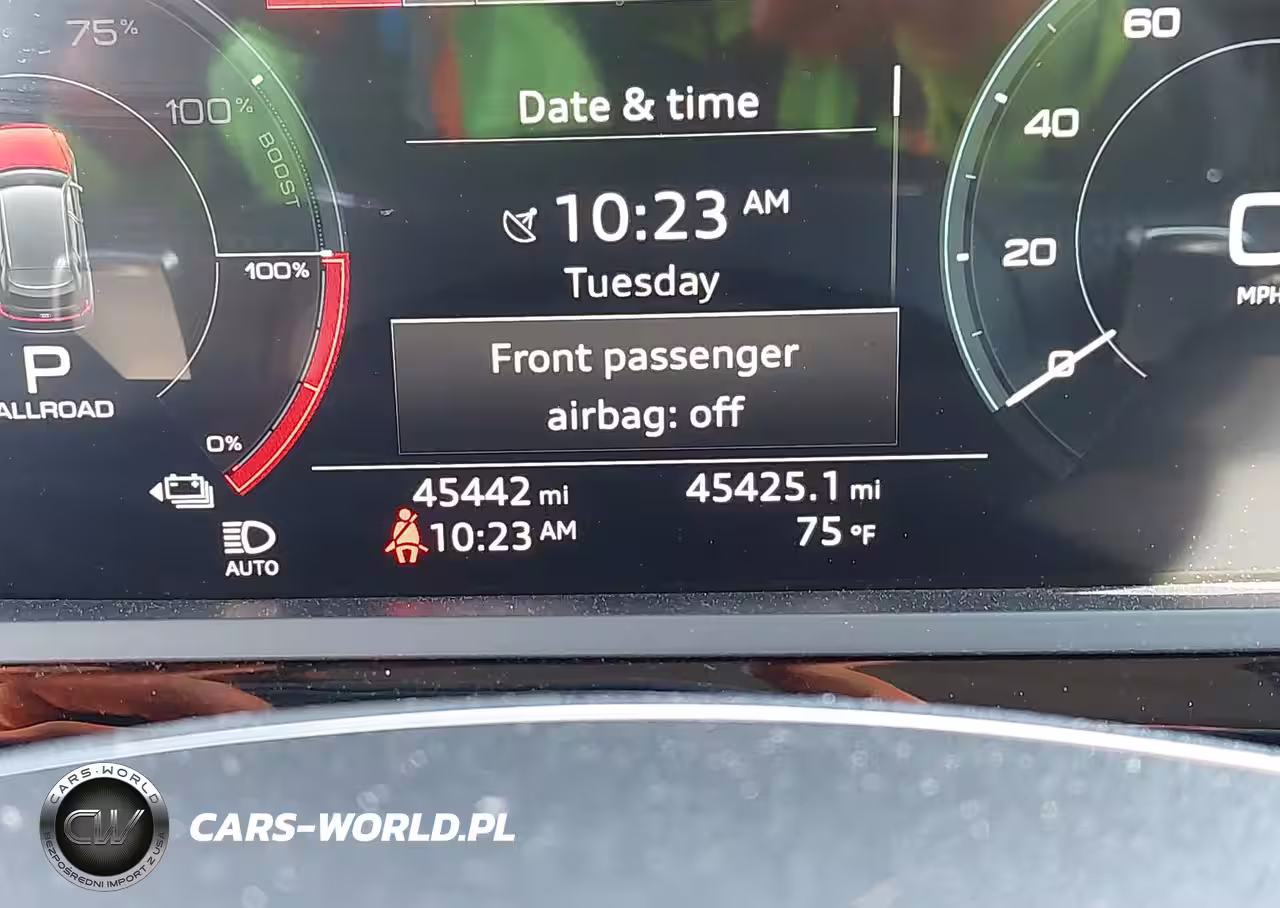 75%
100%
BOOST
100%
0%
P
ALLROAD
AUTO
Date & time
10:23 AM
Tuesday
Front passenger
airbag: off
45442 mi
45425.1 mi
10:23 AM
75 °F
60
40
20
0
0
MPH
CARS-WORLD
CW
BEZPOŚREDNI IMPORT Z USA
CARS-WORLD.PL